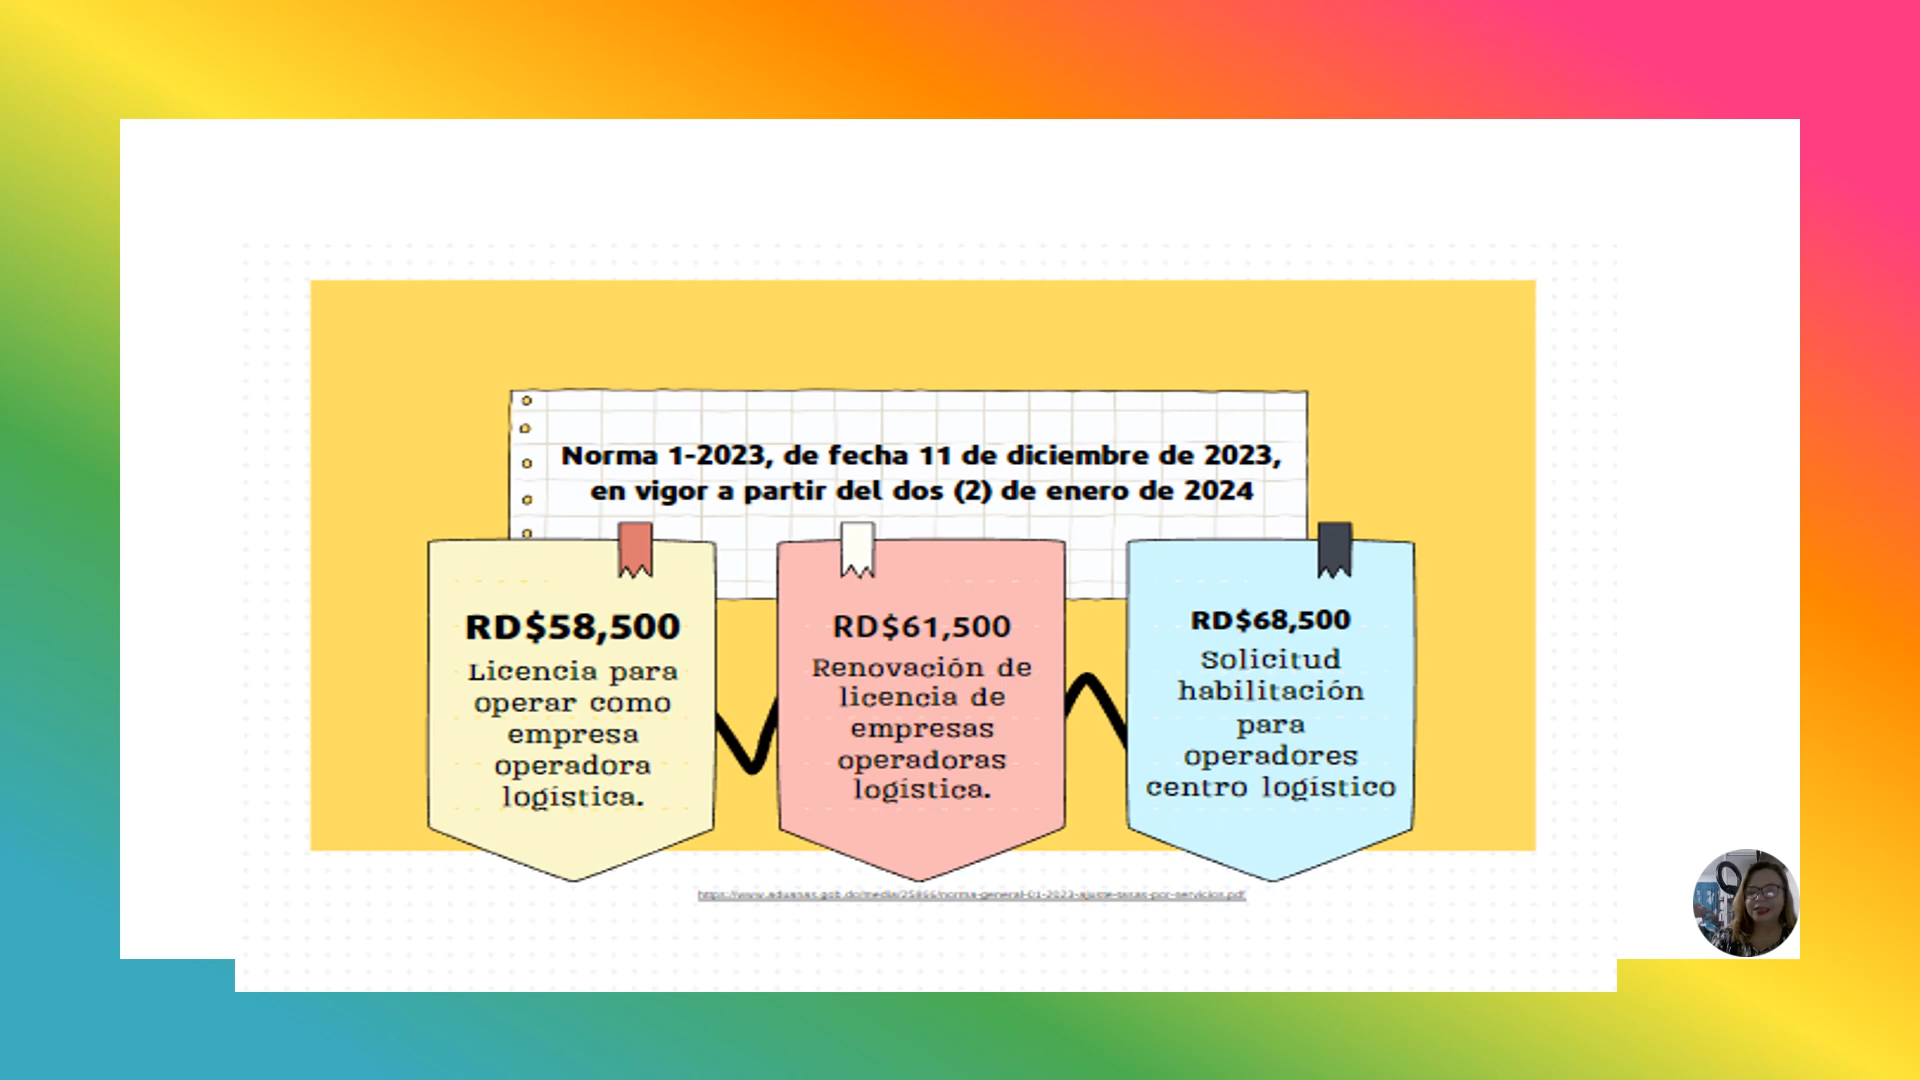 Norma 1-2023, de fecha 11 de diciembre de 2023,
en vigor a partir del dos (2) de enero de 2024
RD$58,500
Licencia para
operar como
empresa
operadora
logística.
RD$61,500
Renovación de
licencia de
empresas
operadoras
logística.
RD$68,500
Solicitud
habilitación
para
operadores
centro logístico